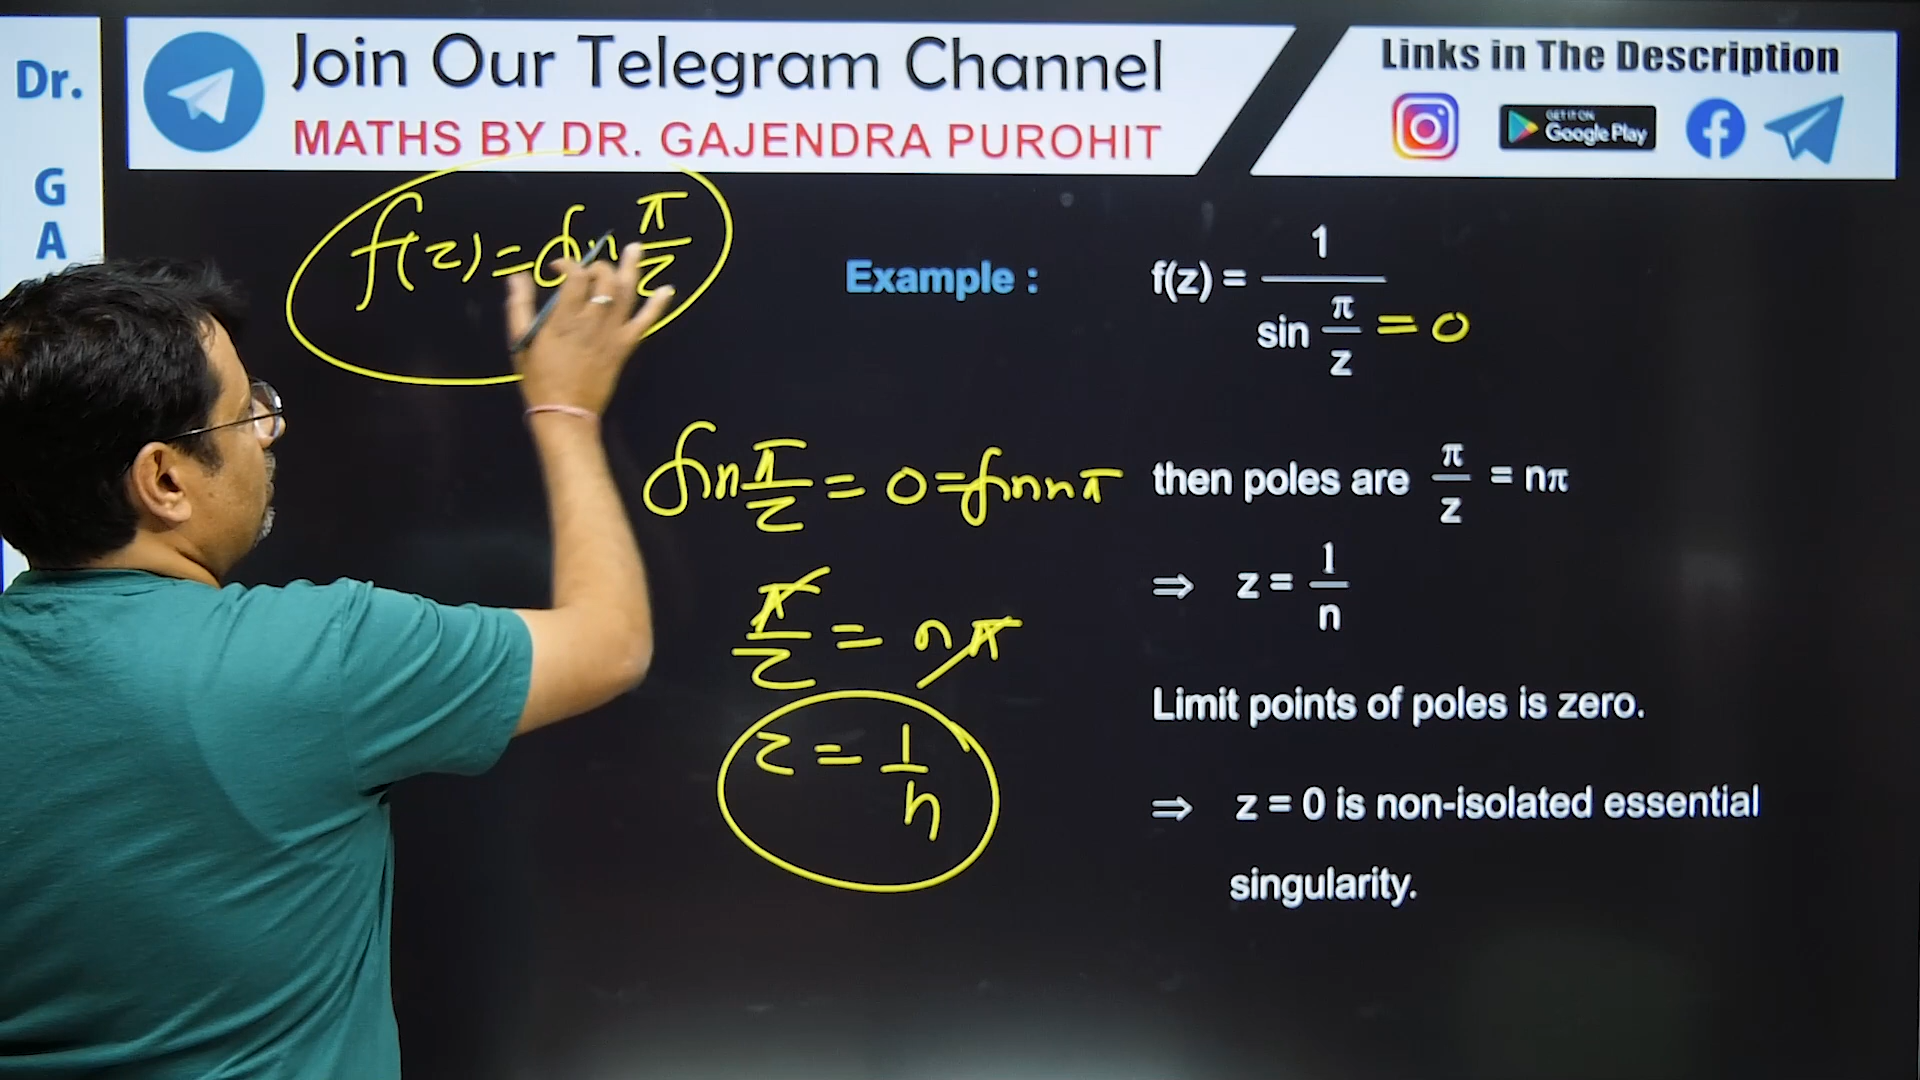 Dr.
G
A
Join Our Telegram Channel
MATHS BY DR. GAJENDRA PUROHIT
Links in The Description
GET IT ON
Google Play
f(z) = sin π/z
Example :
f(z) = 1 / sin π/z = 0
sin π/z = 0 = sin nπ
then poles are π/z = nπ
π/z = nπ
⇒ z = 1/n
z = 1/n
Limit points of poles is zero.
⇒ z = 0 is non-isolated essential
singularity.